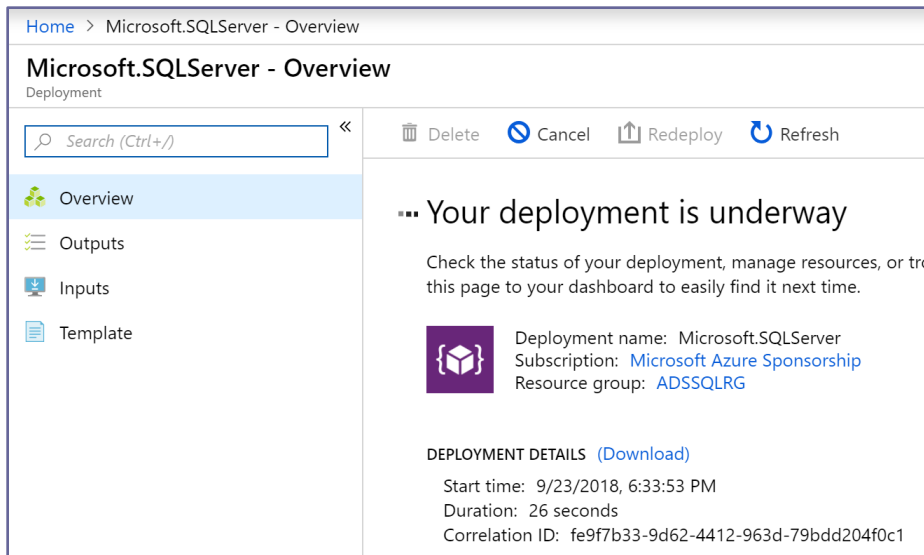 Home > Microsoft.SQLServer - Overview
Microsoft.SQLServer - Overview
Deployment
Search (Ctrl+/)
«
Delete Cancel Redeploy Refresh
Overview
Outputs
Inputs
Template
Your deployment is underway
Check the status of your deployment, manage resources, or tro
this page to your dashboard to easily find it next time.
Deployment name: Microsoft.SQLServer
Subscription: Microsoft Azure Sponsorship
Resource group: ADSSQLRG
DEPLOYMENT DETAILS (Download)
Start time: 9/23/2018, 6:33:53 PM
Duration: 26 seconds
Correlation ID: fe9f7b33-9d62-4412-963d-79bdd204f0c1